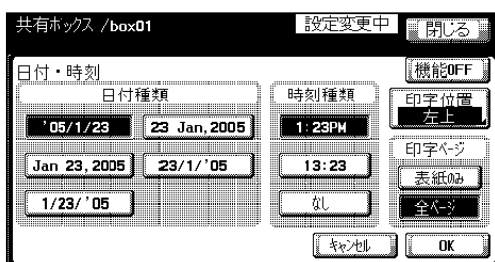 共有ボックス /box01
設定変更中
閉じる
日付・時刻
機能OFF
日付種類
時刻種類
印字位置
左上
'05/1/23
23 Jan,2005
1:23PM
印字ページ
Jan 23,2005
23/1/'05
13:23
表紙のみ
1/23/'05
なし
全ページ
キャンセル
OK